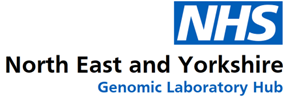 NHS
North East and Yorkshire
Genomic Laboratory Hub